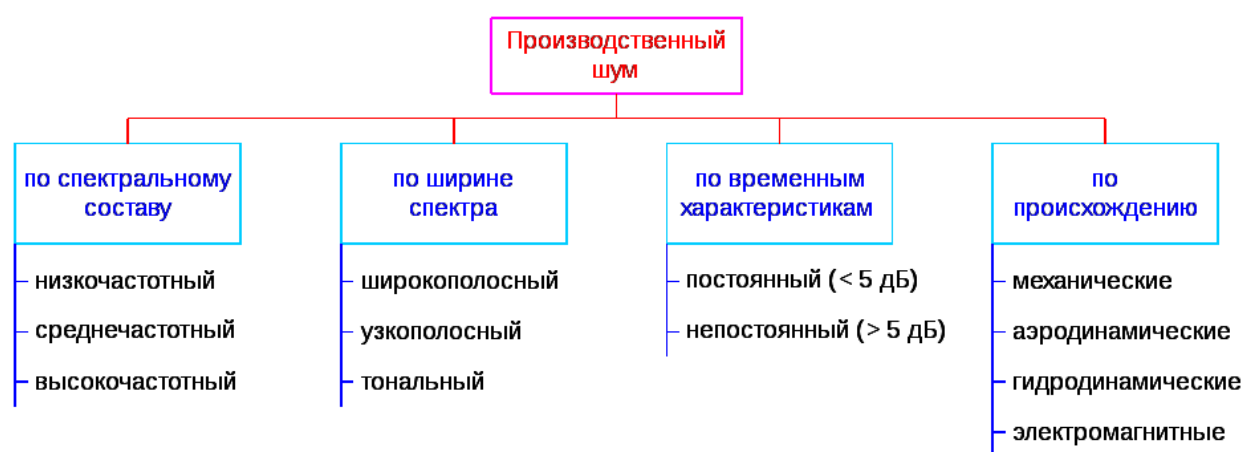 Производственный
шум
по спектральному
составу
низкочастотный
среднечастотный
высокочастотный
по ширине
спектра
широкополосный
узкополосный
тональный
по временным
характеристикам
постоянный (< 5 дБ)
непостоянный (> 5 дБ)
по
происхождению
механические
аэродинамические
гидродинамические
электромагнитные